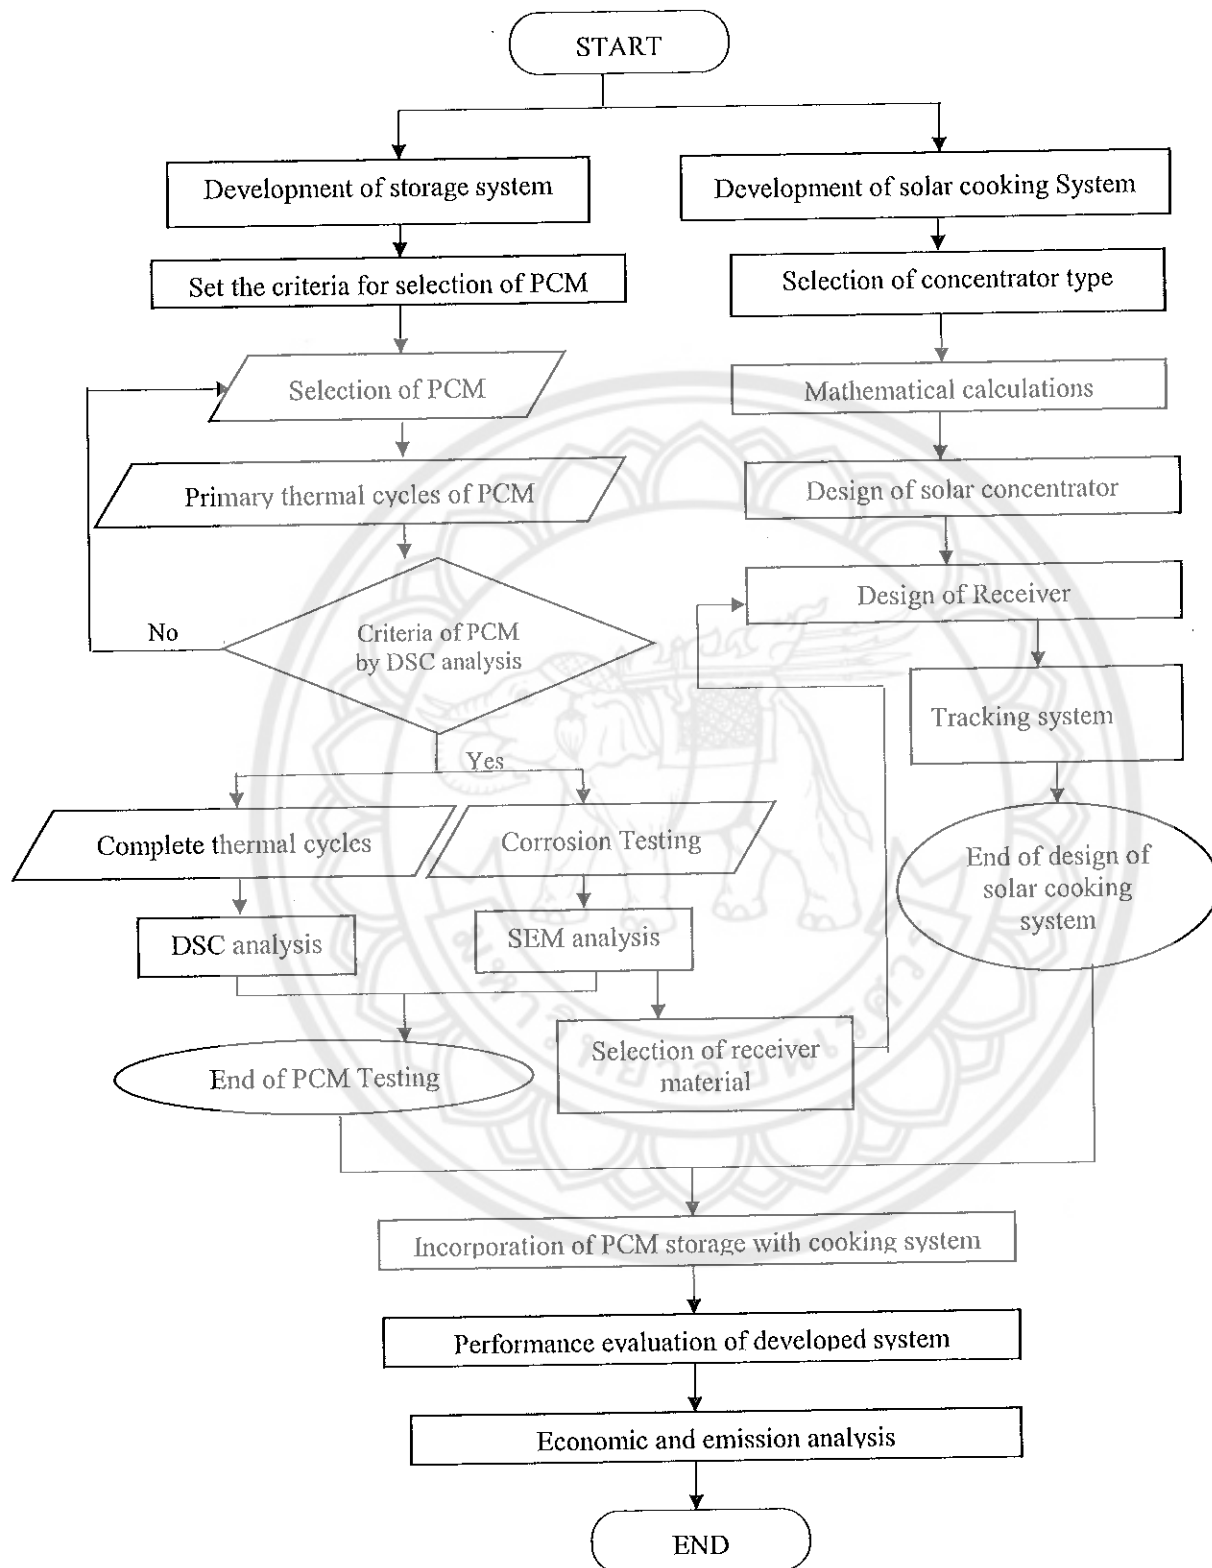 START
Development of storage system
Development of solar cooking System
Set the criteria for selection of PCM
Selection of concentrator type
Selection of PCM
Mathematical calculations
Primary thermal cycles of PCM
Design of solar concentrator
Design of Receiver
No
Criteria of PCM
by DSC analysis
Tracking system
Yes
Complete thermal cycles
Corrosion Testing
End of design of
solar cooking
system
DSC analysis
SEM analysis
Selection of receiver
material
End of PCM Testing
Incorporation of PCM storage with cooking system
Performance evaluation of developed system
Economic and emission analysis
END